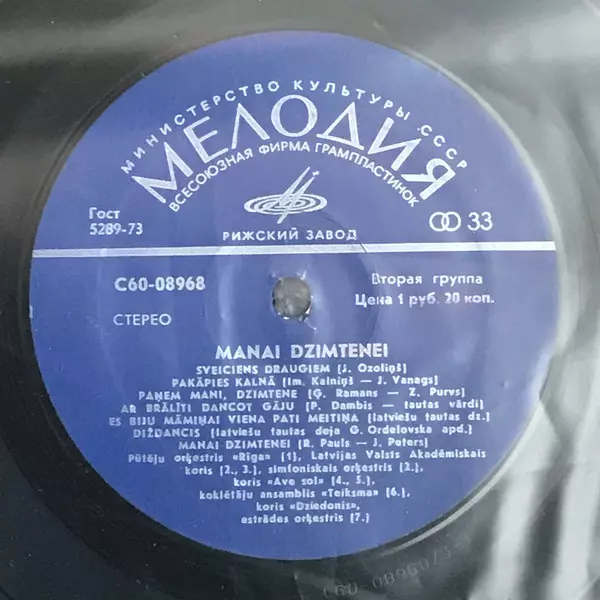 МИНИСТЕРСТВО КУЛЬТУРЫ СССР
МЕЛОДИЯ
ВСЕСОЮЗНАЯ ФИРМА ГРАМПЛАСТИНОК
Гост
5289-73
РИЖСКИЙ ЗАВОД
33
С60-08968
СТЕРЕО
Вторая группа
Цена 1 руб. 20 коп.
MANAI DZIMTENEI
SVEICIENS DRAUGIEM (J. Ozoliņš)
PAKĀPIES KALNĀ (Im. Kalniņš — J. Vanags)
PAŅEM MANI, DZIMTENE (Ģ. Ramans — Z. Purvs)
AR BRĀLĪTI DANCOT GĀJU (P. Dambis — tautas vārdi)
ES BIJU MĀMIŅAI VIENA PATI MEITIŅA (latviešu tautas dz.)
DIŽDANCIS (latviešu tautas deja G. Ordelovska apd.)
MANAI DZIMTENEI (R. Pauls — J. Peters)
Pūtēju orķestris «Rīga» (1), Latvijas Valsts Akadēmiskais
koris (2., 3.), simfoniskais orķestris (2.),
koris «Ave sol» (4., 5.),
koklētāju ansamblis «Teiksma» (6.),
koris «Dziedonis»,
estrādes orķestris (7.)